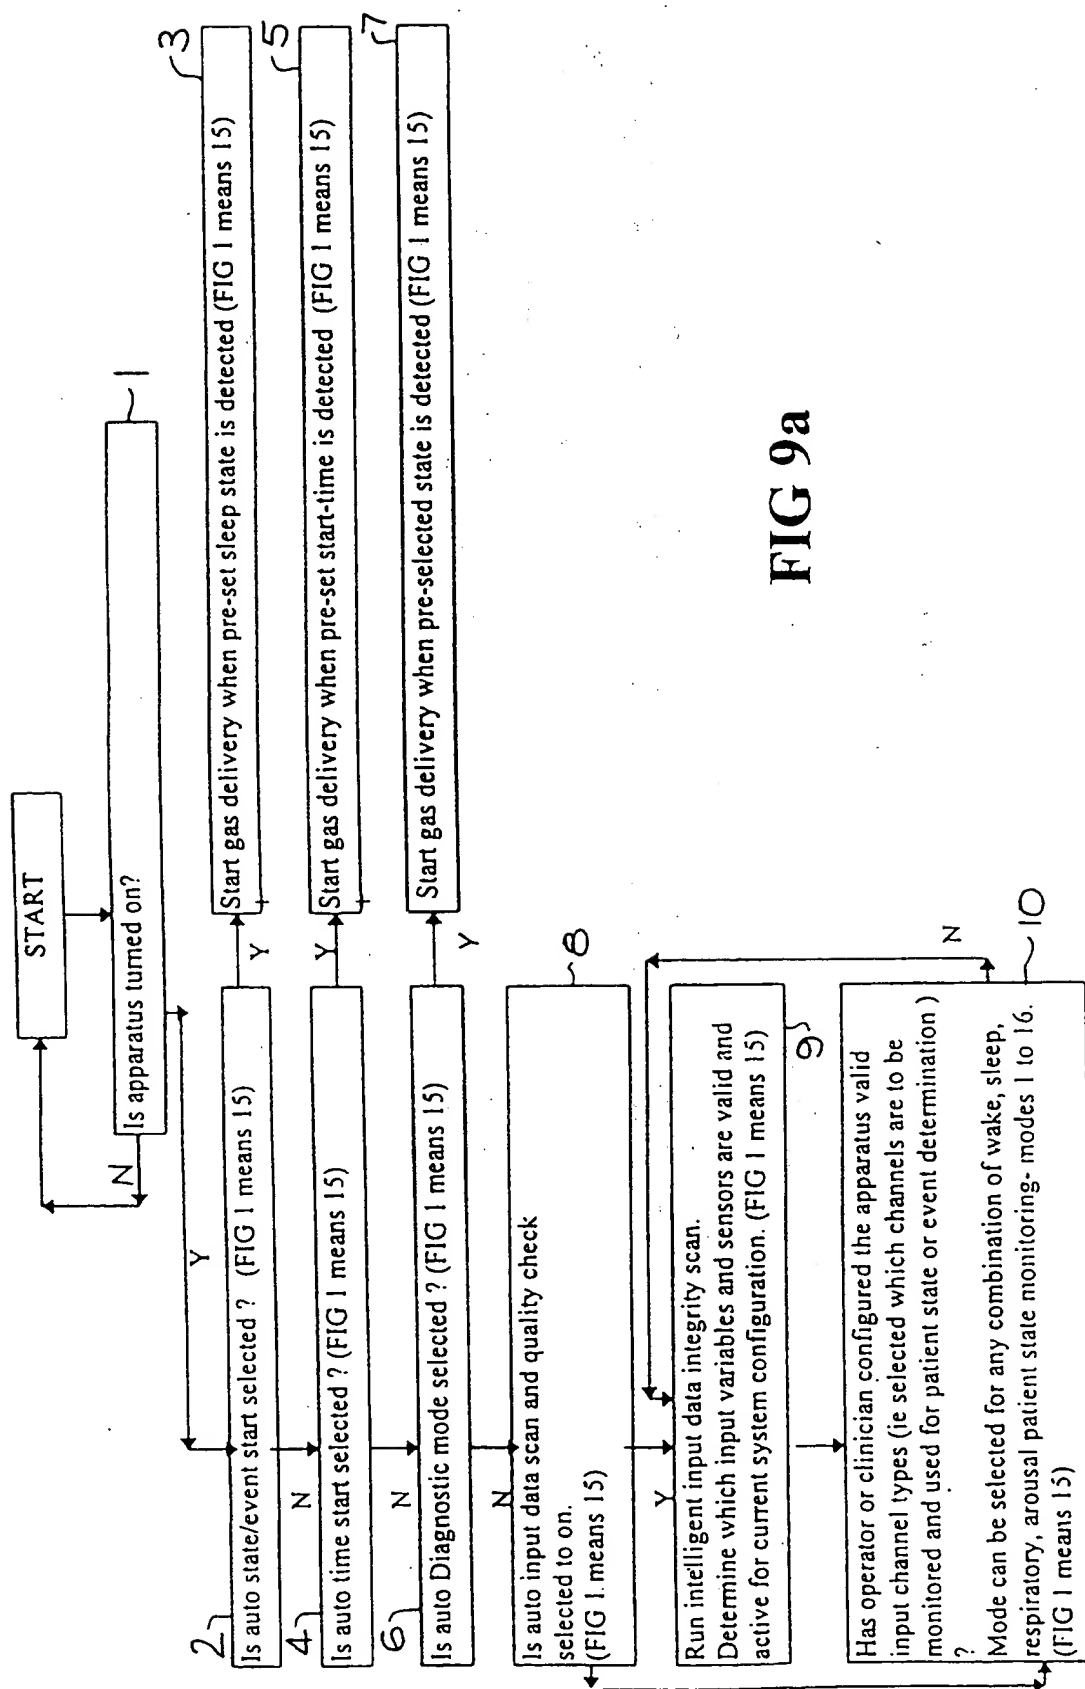 START
1
Is apparatus turned on?
N
Y
2
Is auto state/event start selected ? (FIG 1 means 15)
Y
3
Start gas delivery when pre-set sleep state is detected (FIG 1 means 15)
N
4
Is auto time start selected ? (FIG 1 means 15)
Y
5
Start gas delivery when pre-set start-time is detected (FIG 1 means 15)
N
6
Is auto Diagnostic mode selected ? (FIG 1 means 15)
Y
7
Start gas delivery when pre-selected state is detected (FIG 1 means 15)
N
8
Is auto input data scan and quality check
selected to on.
(FIG 1. means 15)
Y
Run intelligent input data integrity scan.
Determine which input variables and sensors are valid and
active for current system configuration. (FIG 1 means 15)
9
N
10
Has operator or clinician configured the apparatus valid
input channel types (ie selected which channels are to be
monitored and used for patient state or event determination )
?
Mode can be selected for any combination of wake, sleep,
respiratory, arousal patient state monitoring- modes 1 to 16.
(FIG 1 means 15)
FIG 9a